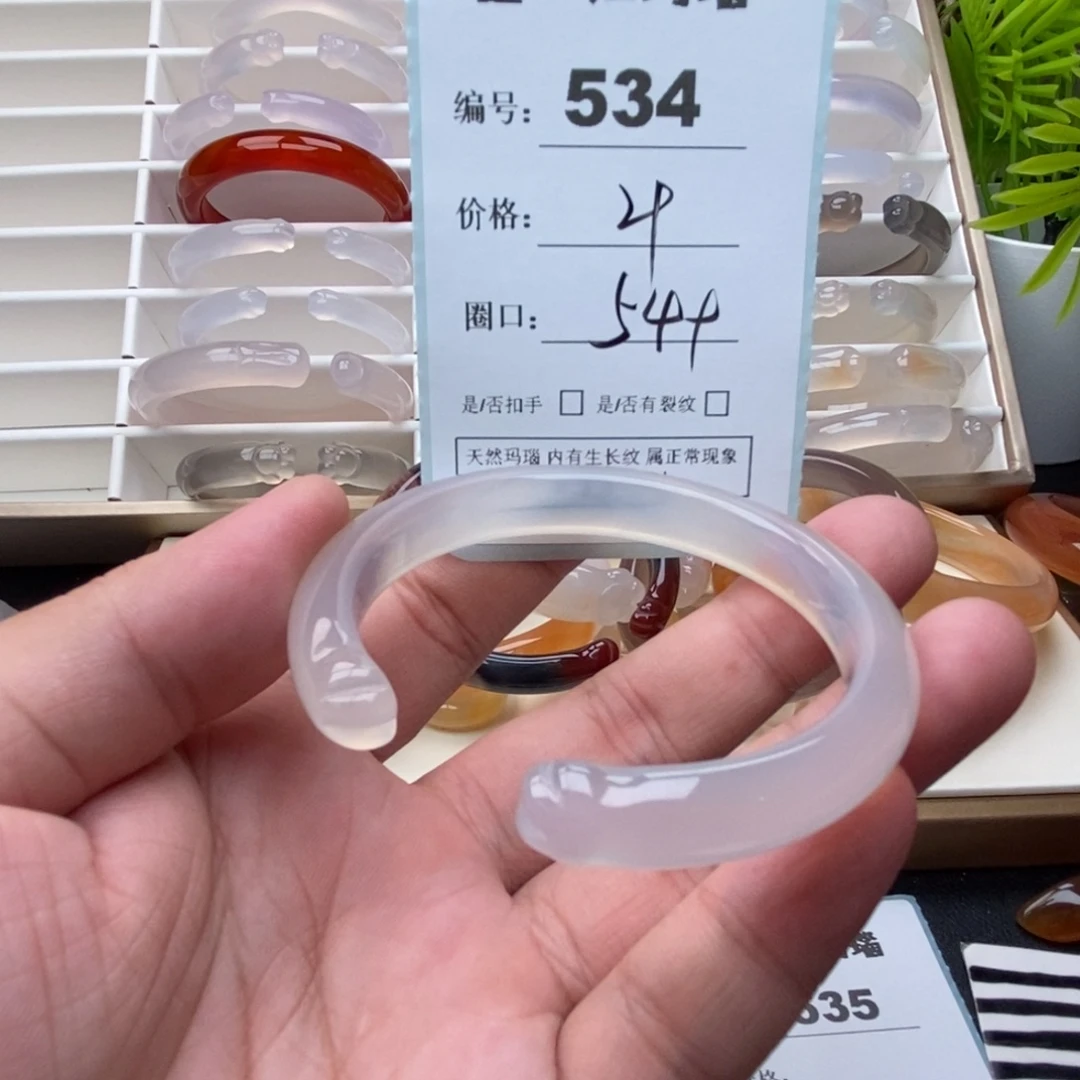 编号: 534
价格: 4
圈口: 54+
是/否扣手 □ 是/否有裂纹 □
天然玛瑙 内有生长纹 属正常现象
535